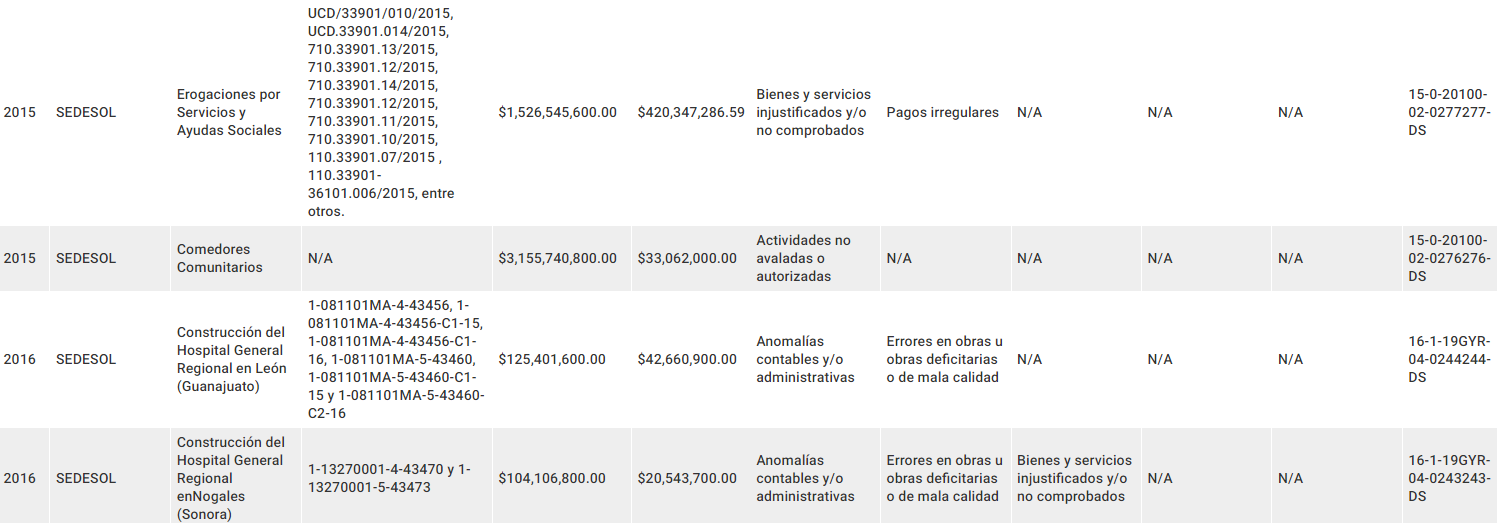 2015
SEDESOL
Erogaciones por
Servicios y
Ayudas Sociales
UCD/33901/010/2015,
UCD.33901.014/2015,
710.33901.13/2015,
710.33901.12/2015,
710.33901.14/2015,
710.33901.12/2015,
710.33901.11/2015,
710.33901.10/2015,
110.33901.07/2015 ,
110.33901-
36101.006/2015, entre
otros.
$1,526,545,600.00
$420,347,286.59
Bienes y servicios
injustificados y/o
no comprobados
Pagos irregulares
N/A
N/A
N/A
15-0-20100-
02-0277277-
DS
2015
SEDESOL
Comedores
Comunitarios
N/A
$3,155,740,800.00
$33,062,000.00
Actividades no
avaladas o
autorizadas
N/A
N/A
N/A
N/A
15-0-20100-
02-0276276-
DS
2016
SEDESOL
Construcción del
Hospital General
Regional en León
(Guanajuato)
1-081101MA-4-43456, 1-
081101MA-4-43456-C1-15,
1-081101MA-4-43456-C1-
16, 1-081101MA-5-43460,
1-081101MA-5-43460-C1-
15 y 1-081101MA-5-43460-
C2-16
$125,401,600.00
$42,660,900.00
Anomalías
contables y/o
administrativas
Errores en obras u
obras deficitarias
o de mala calidad
N/A
N/A
N/A
16-1-19GYR-
04-0244244-
DS
2016
SEDESOL
Construcción del
Hospital General
Regional
enNogales
(Sonora)
1-13270001-4-43470 y 1-
13270001-5-43473
$104,106,800.00
$20,543,700.00
Anomalías
contables y/o
administrativas
Errores en obras u
obras deficitarias
o de mala calidad
Bienes y servicios
injustificados y/o
no comprobados
N/A
N/A
16-1-19GYR-
04-0243243-
DS